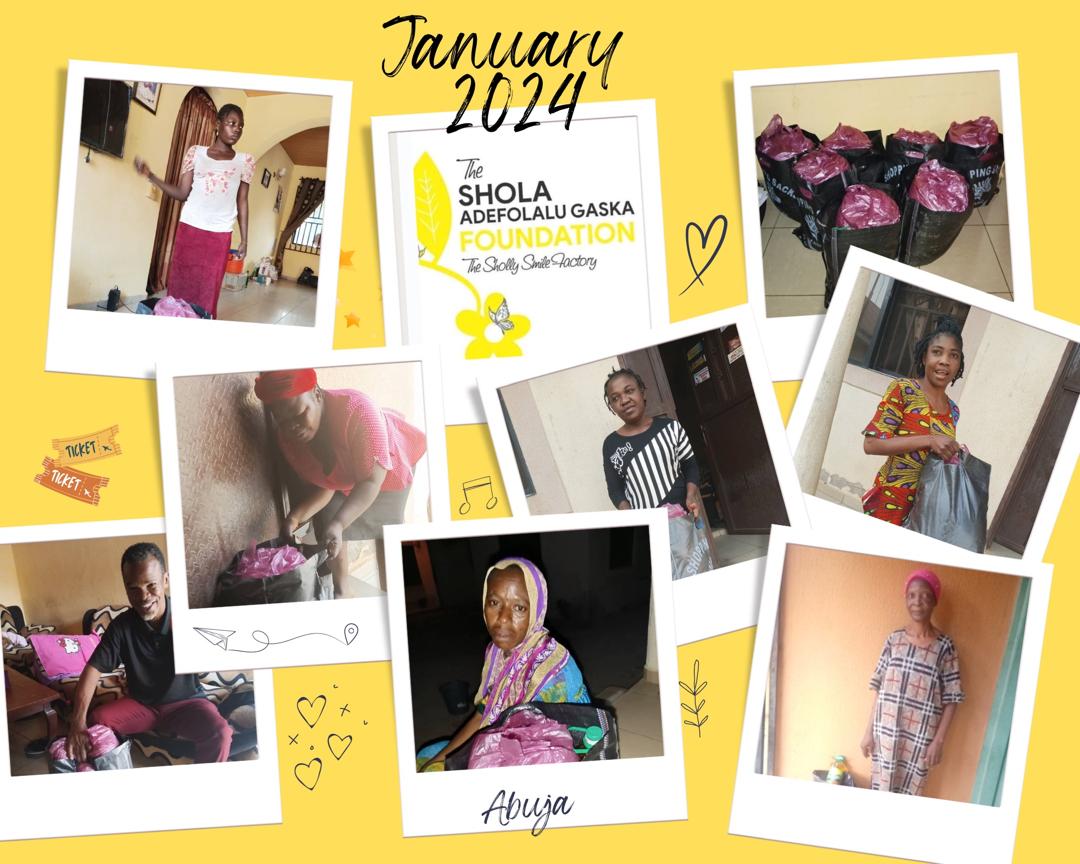 January
2024
The
SHOLA
ADEFOLALU GASKA
FOUNDATION
The Sholly Smile Factory
TICKET
TICKET
Abuja